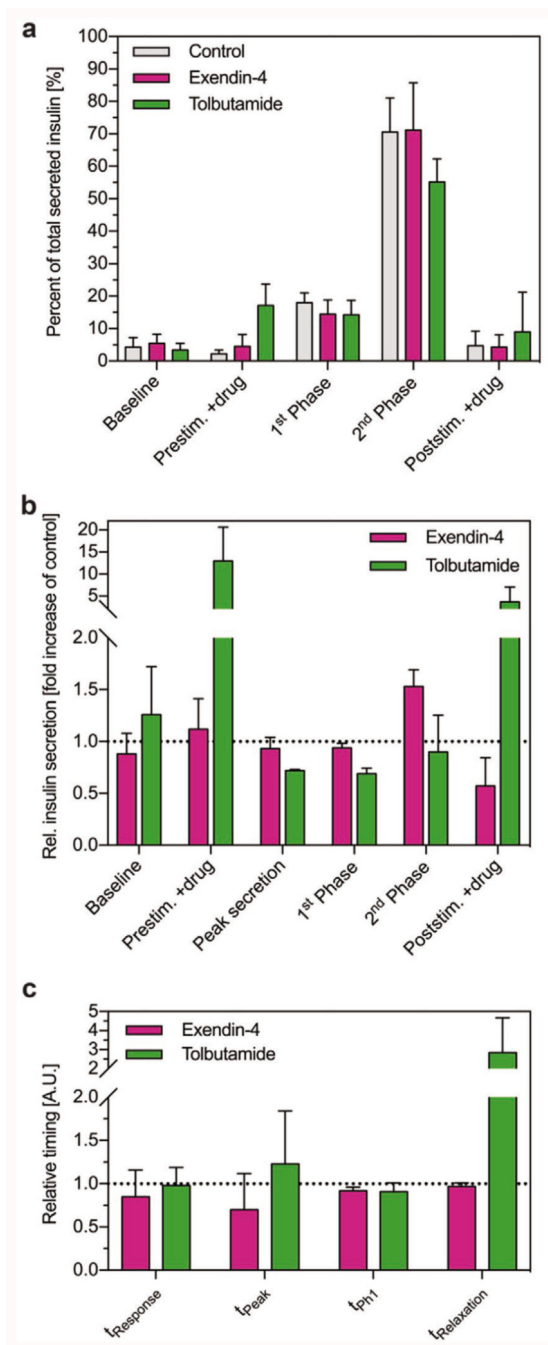 a
Control
Exendin-4
Tolbutamide
Percent of total secreted insulin [%]
100
90
80
70
60
50
40
30
20
10
0
Baseline
Prestim. +drug
1st Phase
2nd Phase
Poststim. +drug
b
Exendin-4
Tolbutamide
Rel. insulin secretion [fold increase of control]
20
15
10
5
2.0
1.5
1.0
0.5
0.0
Baseline
Prestim. +drug
Peak secretion
1st Phase
2nd Phase
Poststim. +drug
c
Exendin-4
Tolbutamide
Relative timing [A.U.]
5
4
3
2
2.0
1.5
1.0
0.5
0.0
tResponse
tPeak
tPh1
tRelaxation